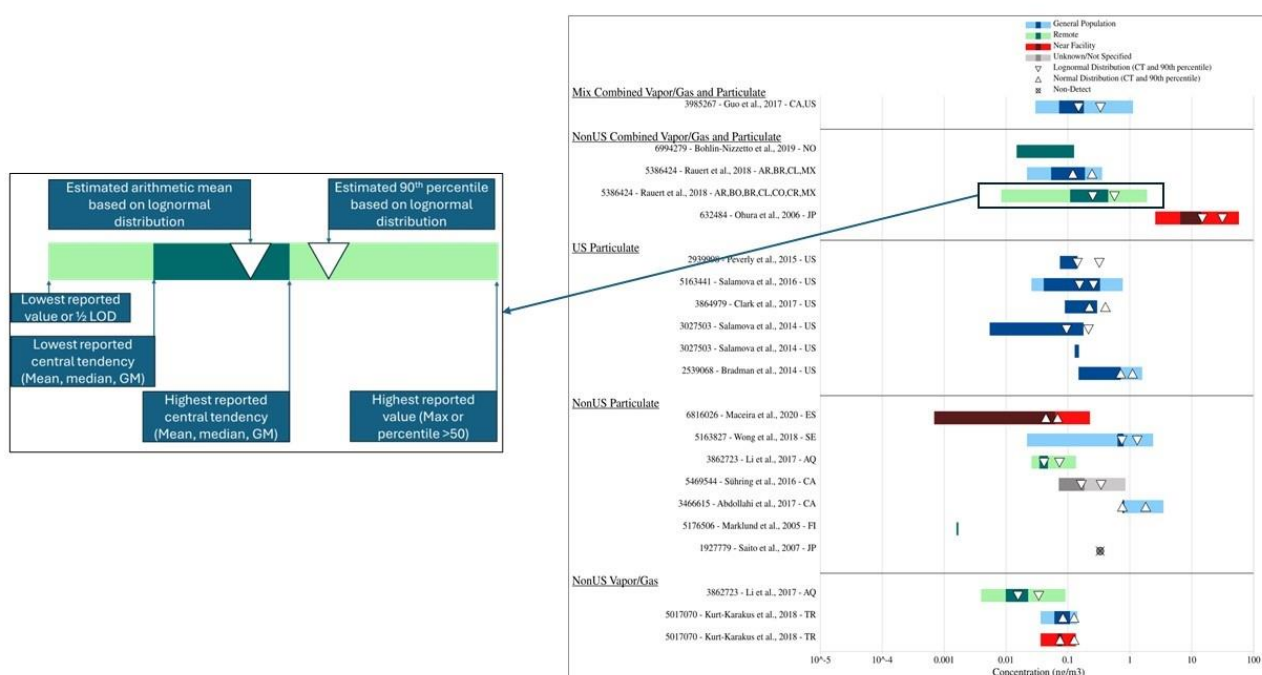 Estimated arithmetic mean
based on lognormal
distribution
Estimated 90th percentile
based on lognormal
distribution
Lowest reported
value or ½ LOD
Lowest reported
central tendency
(Mean, median, GM)
Highest reported
central tendency
(Mean, median, GM)
Highest reported
value (Max or
percentile >50)
General Population
Remote
Near Facility
Unknown/Not Specified
Lognormal Distribution (CT and 90th percentile)
Normal Distribution (CT and 90th percentile)
Non-Detect
Mix Combined Vapor/Gas and Particulate
3985267 - Guo et al., 2017 - CA,US
NonUS Combined Vapor/Gas and Particulate
6994279 - Bohlin-Nizzetto et al., 2019 - NO
5386424 - Rauert et al., 2018 - AR,BR,CL,MX
5386424 - Rauert et al., 2018 - AR,BO,BR,CL,CO,CR,MX
632484 - Ohura et al., 2006 - JP
US Particulate
2939998 - Peverly et al., 2015 - US
5163441 - Salamova et al., 2016 - US
3864979 - Clark et al., 2017 - US
3027503 - Salamova et al., 2014 - US
3027503 - Salamova et al., 2014 - US
2539068 - Bradman et al., 2014 - US
NonUS Particulate
6816026 - Maceira et al., 2020 - ES
5163827 - Wong et al., 2018 - SE
3862723 - Li et al., 2017 - AQ
5469544 - Sühring et al., 2016 - CA
3466615 - Abdollahi et al., 2017 - CA
5176506 - Marklund et al., 2005 - FI
1927779 - Saito et al., 2007 - JP
NonUS Vapor/Gas
3862723 - Li et al., 2017 - AQ
5017070 - Kurt-Karakus et al., 2018 - TR
5017070 - Kurt-Karakus et al., 2018 - TR
10^-5 10^-4 0.001 0.01 0.1 1 10 100
Concentration (ng/m3)